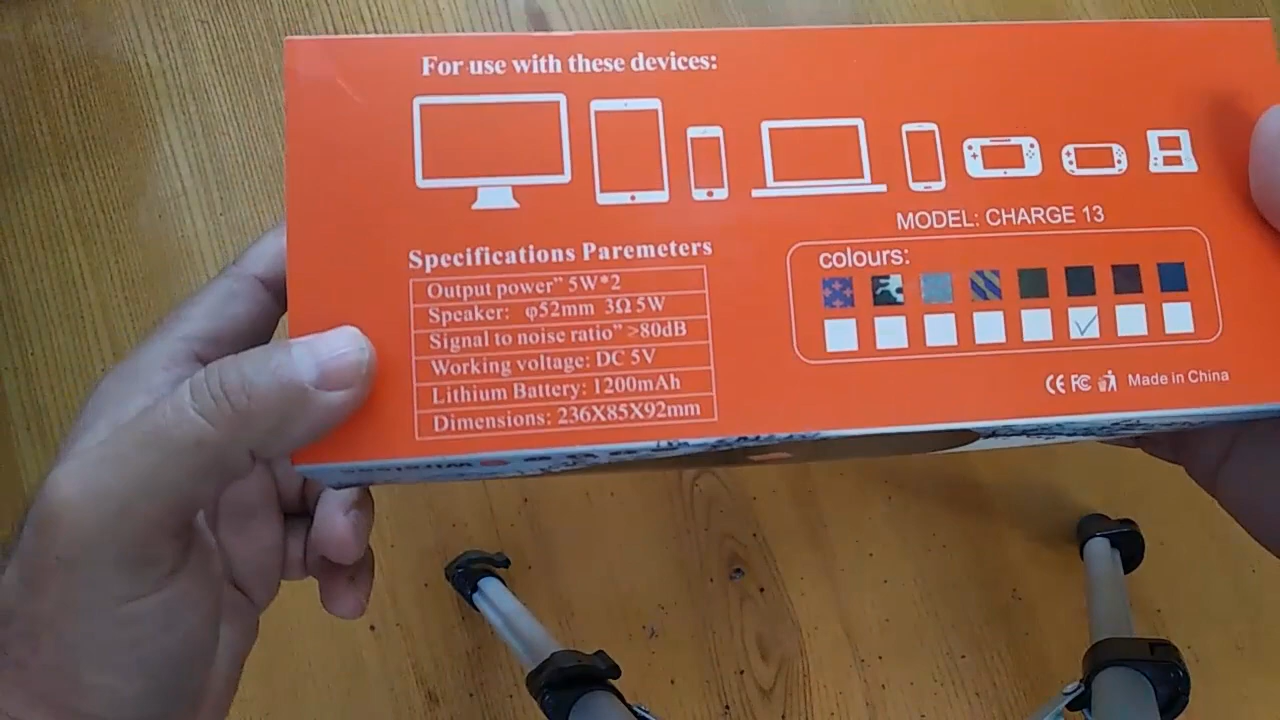 For use with these devices:
MODEL: CHARGE 13
Specifications Paremeters
Output power” 5W*2
Speaker: φ52mm 3Ω 5W
Signal to noise ratio” >80dB
Working voltage: DC 5V
Lithium Battery: 1200mAh
Dimensions: 236X85X92mm
colours:
CE FC Made in China